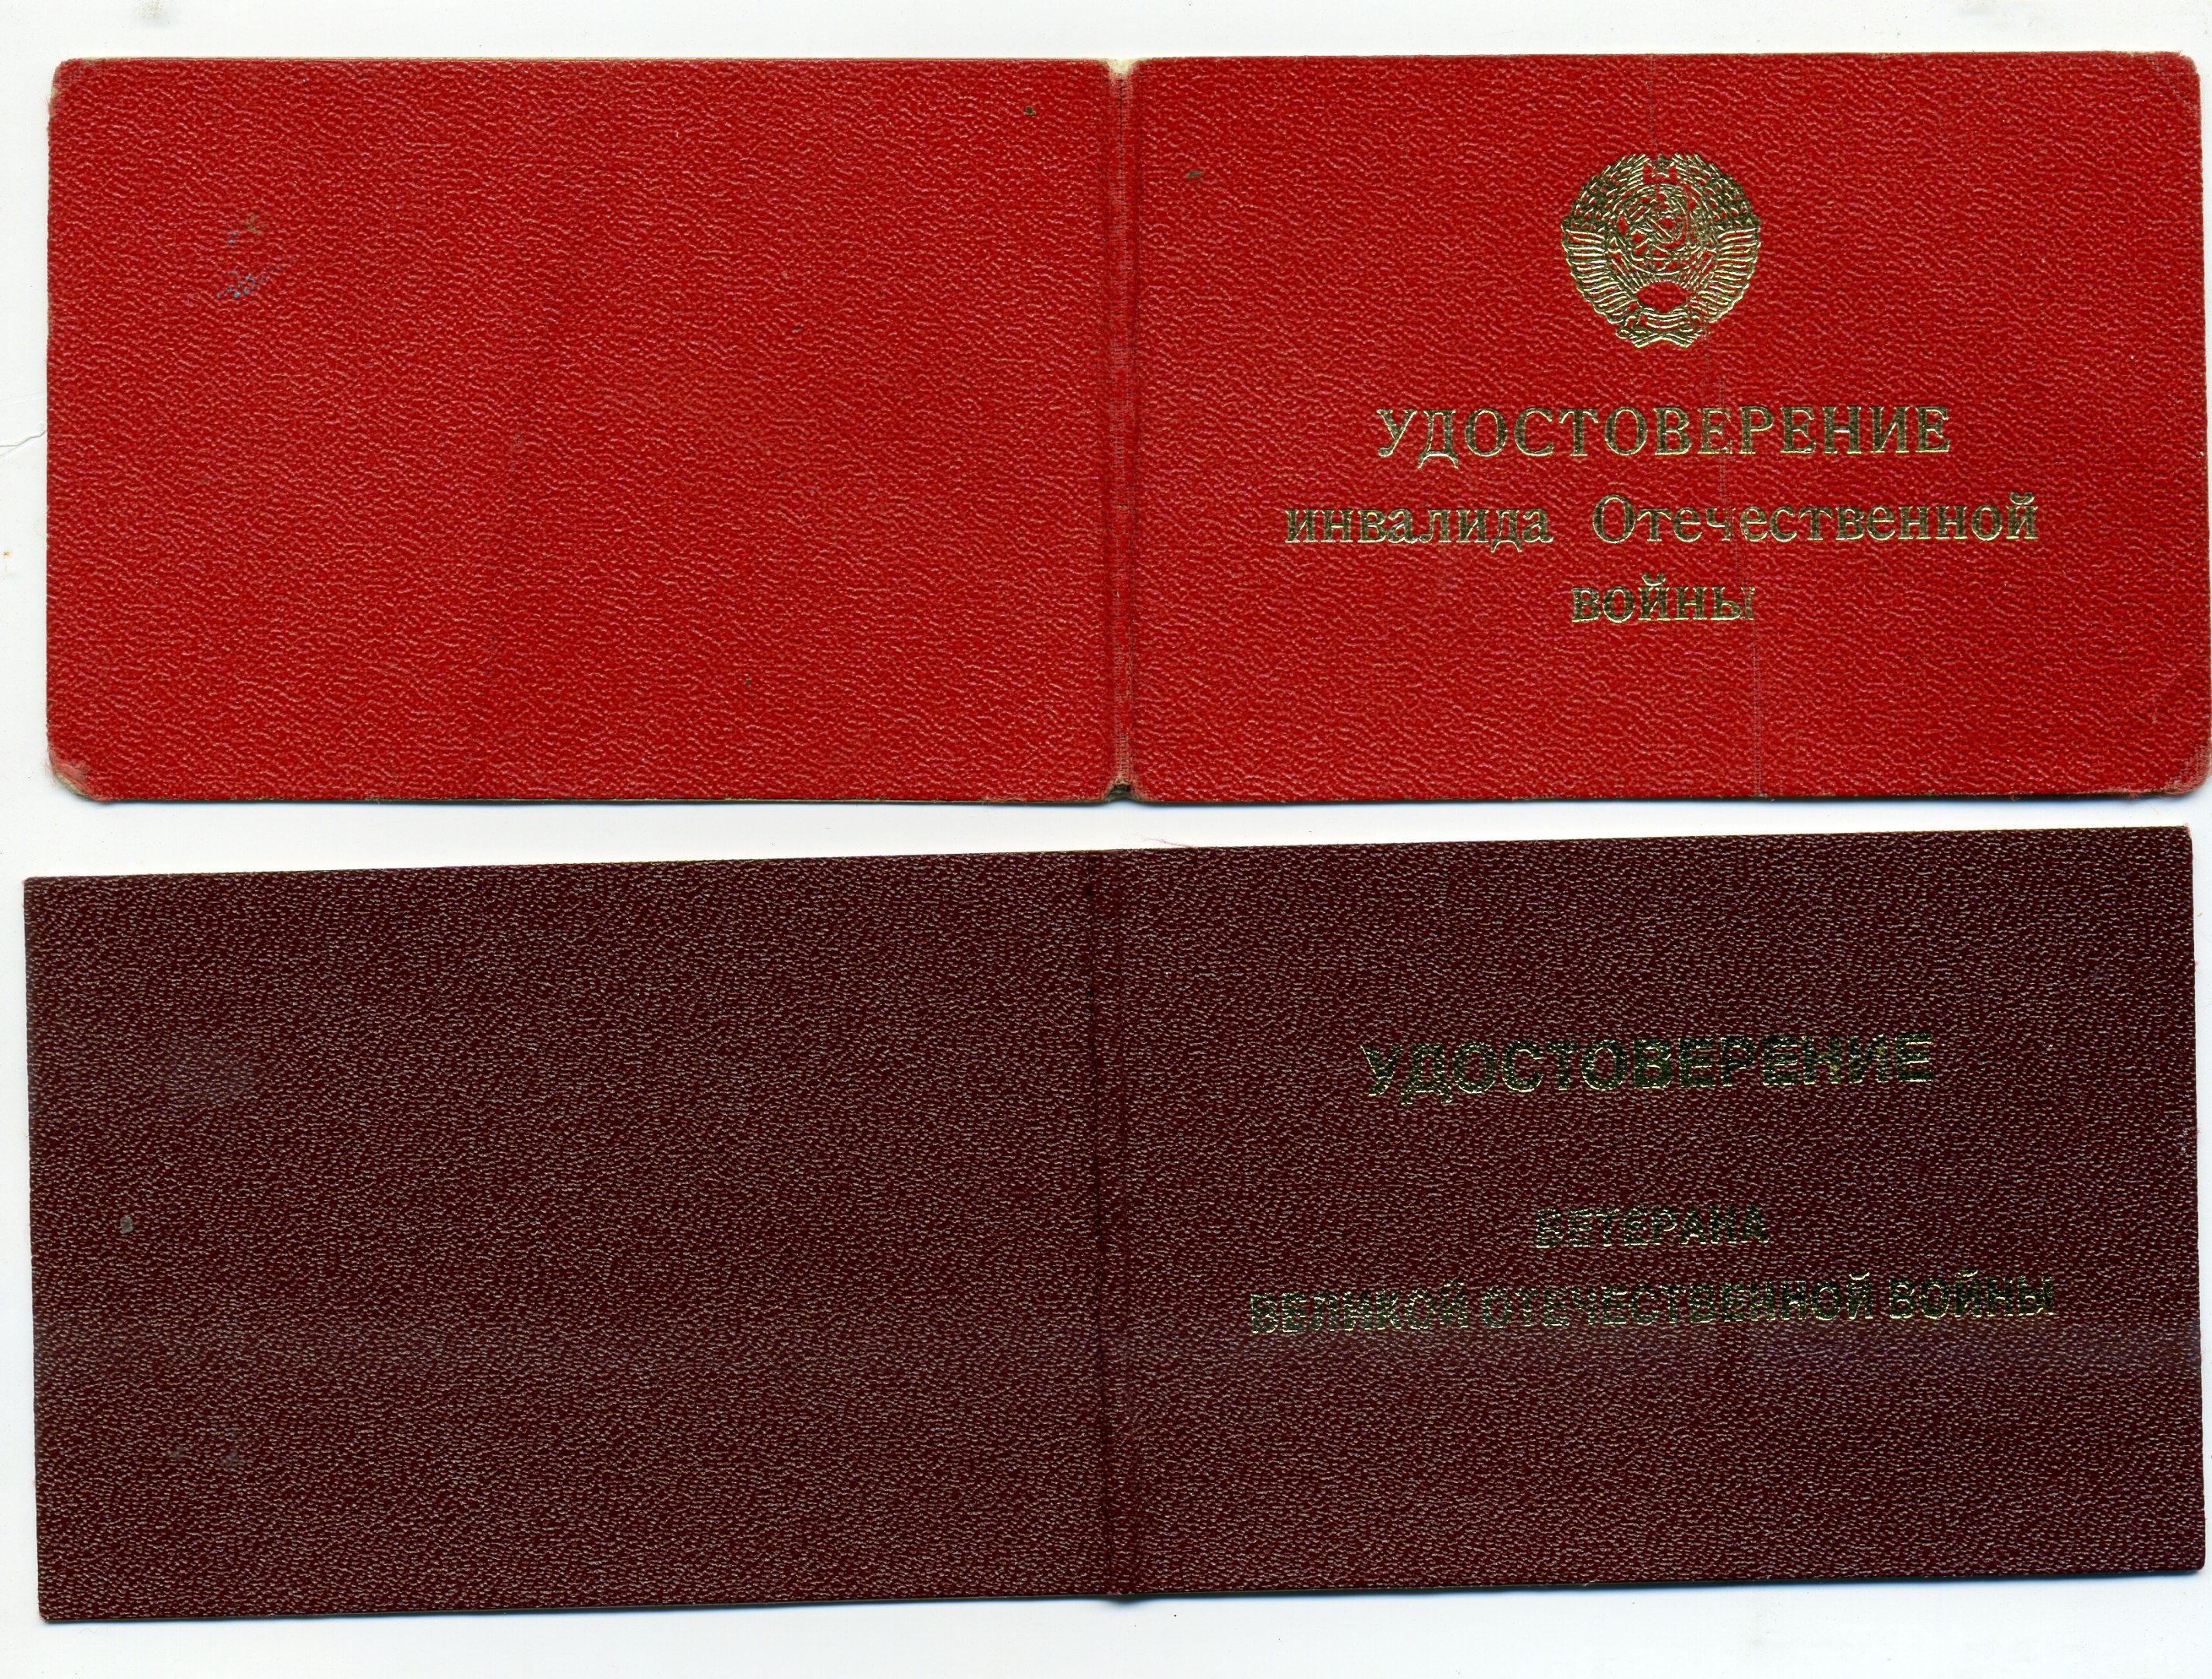 УДОСТОВЕРЕНИЕ
инвалида Отечественной
войны
УДОСТОВЕРЕНИЕ
ВЕТЕРАНА
ВЕЛИКОЙ ОТЕЧЕСТВЕННОЙ ВОЙНЫ